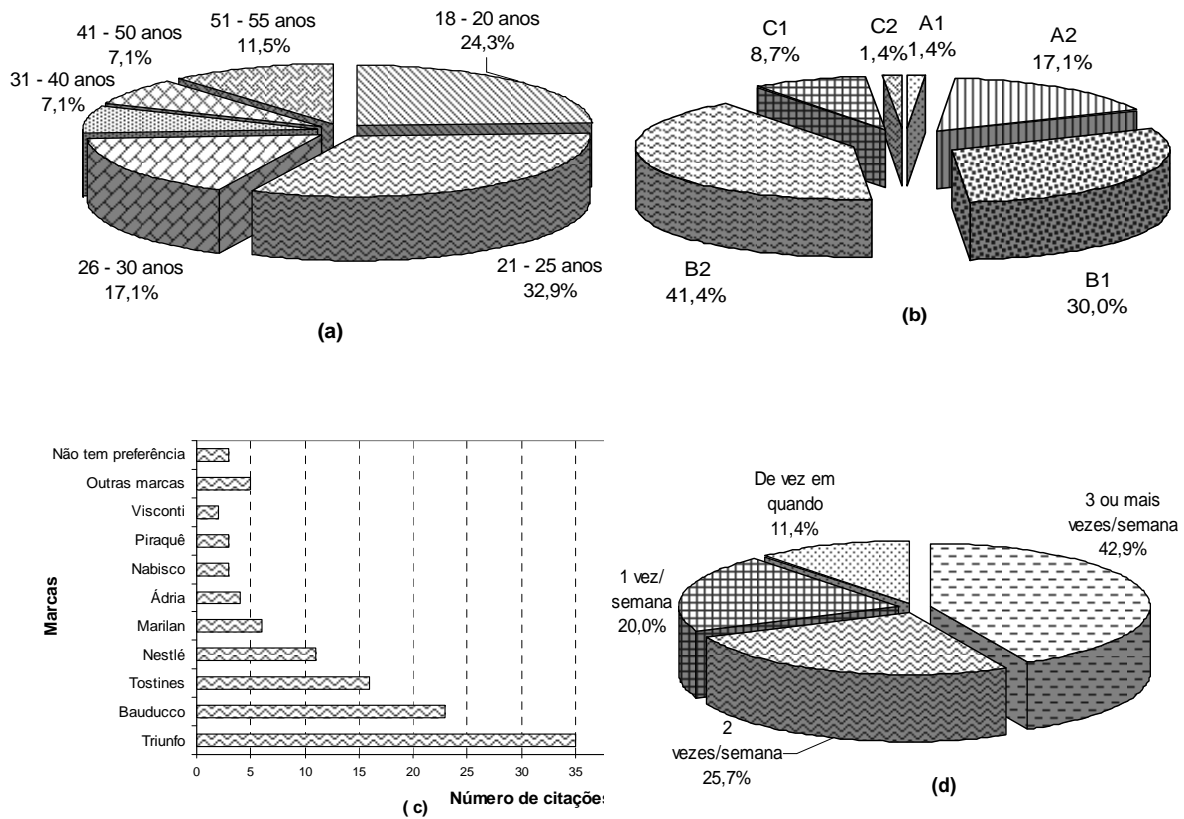 51 - 55 anos
11,5%
18 - 20 anos
24,3%
41 - 50 anos
7,1%
31 - 40 anos
7,1%
26 - 30 anos
17,1%
21 - 25 anos
32,9%
(a)
C1
8,7%
C2
1,4%
A1
1,4%
A2
17,1%
B2
41,4%
B1
30,0%
(b)
Marcas
Não tem preferência
Outras marcas
Visconti
Piraquê
Nabisco
Ádria
Marilan
Nestlé
Tostines
Bauducco
Triunfo
0 5 10 15 20 25 30 35
Número de citações
( c)
De vez em
quando
11,4%
3 ou mais
vezes/semana
42,9%
1 vez/
semana
20,0%
2
vezes/semana
25,7%
(d)